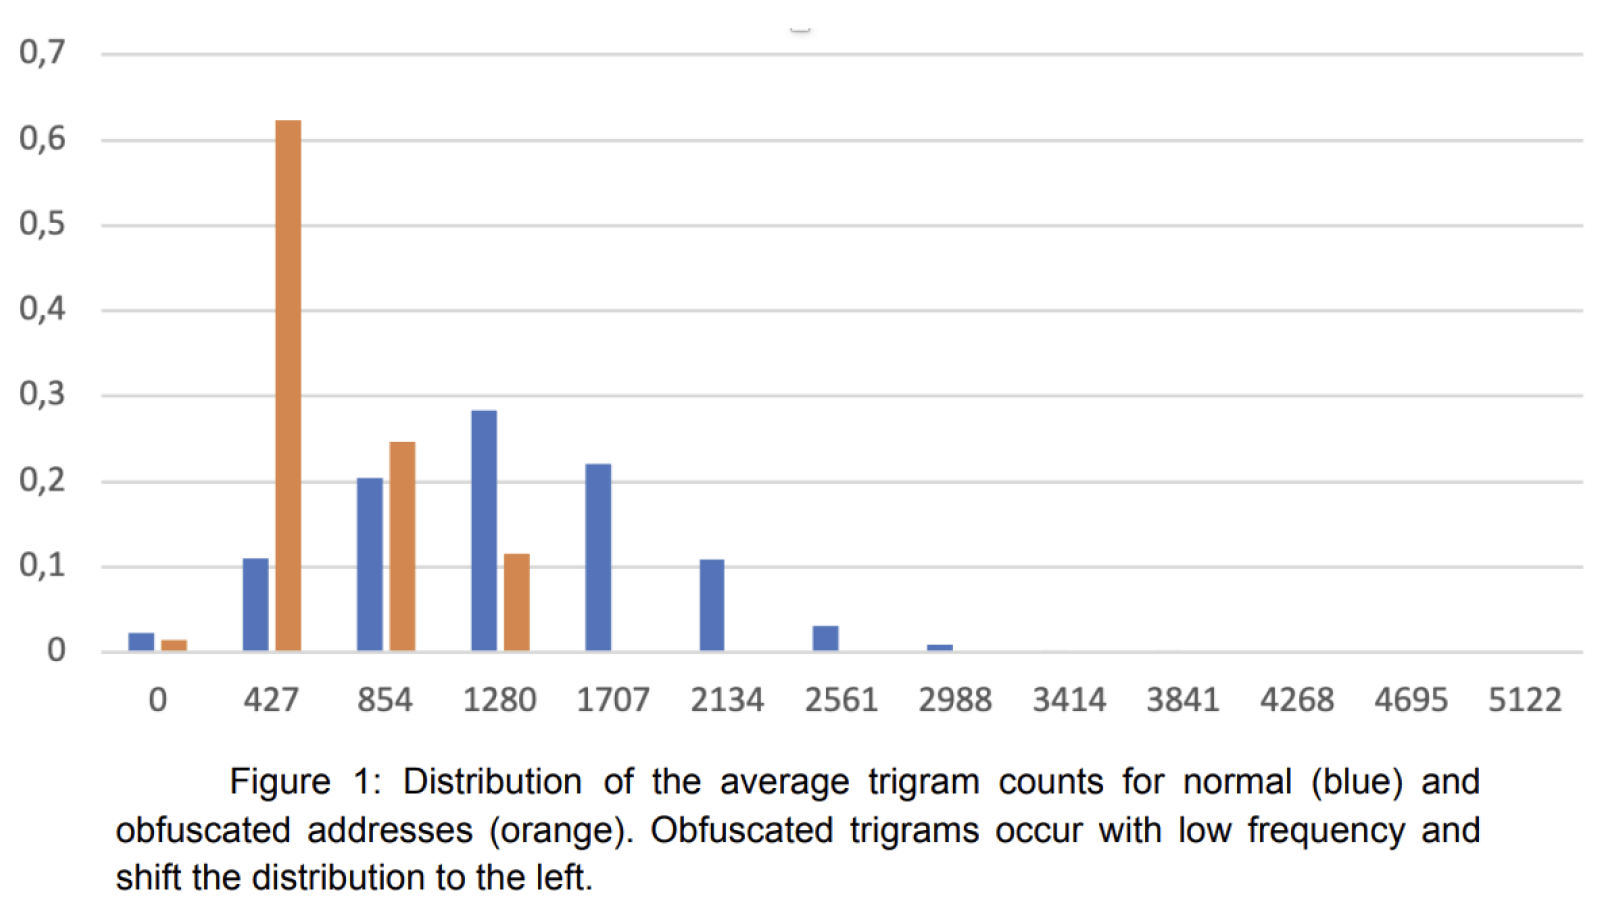 0,7
0,6
0,5
0,4
0,3
0,2
0,1
0
0 427 854 1280 1707 2134 2561 2988 3414 3841 4268 4695 5122
Figure 1: Distribution of the average trigram counts for normal (blue) and
obfuscated addresses (orange). Obfuscated trigrams occur with low frequency and
shift the distribution to the left.